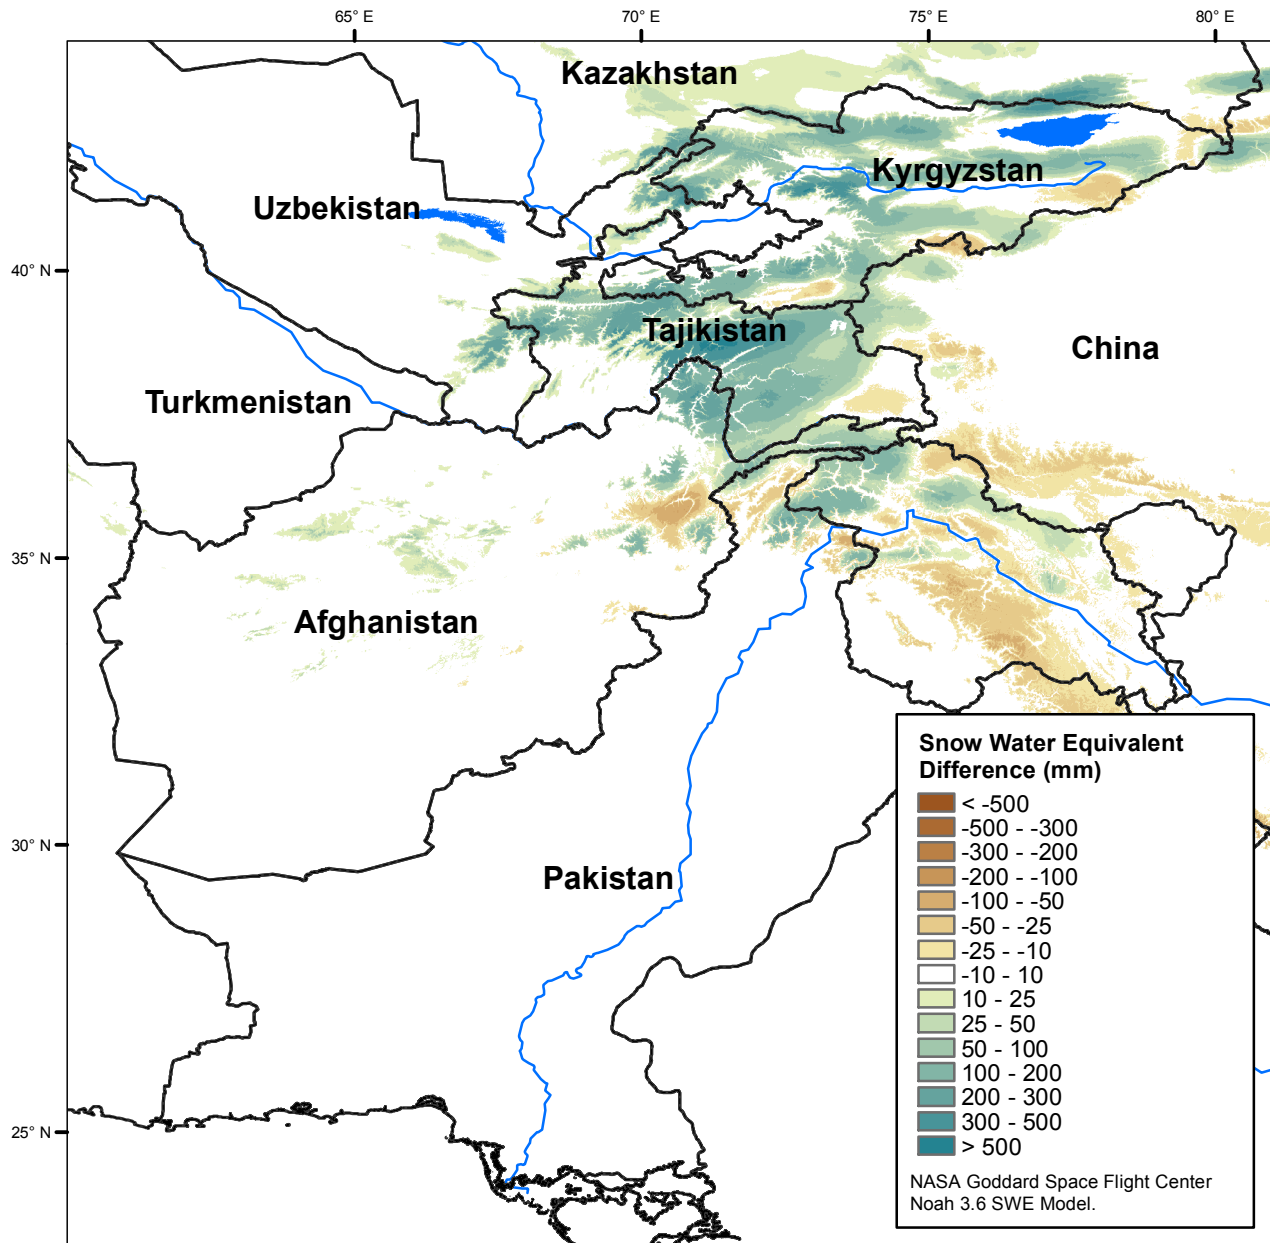 65° E
70° E
75° E
80° E
Kazakhstan
Kyrgyzstan
Uzbekistan
40° N
Tajikistan
China
Turkmenistan
35° N
Afghanistan
Snow Water Equivalent
Difference (mm)
< -500
-500 - -300
-300 - -200
-200 - -100
-100 - -50
-50 - -25
-25 - -10
-10 - 10
10 - 25
25 - 50
50 - 100
100 - 200
200 - 300
300 - 500
> 500
30° N
Pakistan
25° N
NASA Goddard Space Flight Center
Noah 3.6 SWE Model.